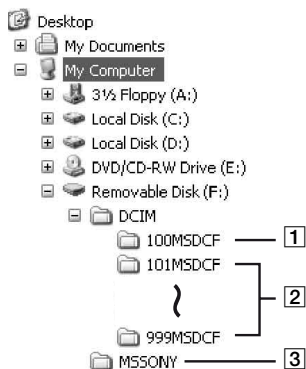 Desktop
My Documents
My Computer
3½ Floppy (A:)
Local Disk (C:)
Local Disk (D:)
DVD/CD-RW Drive (E:)
Removable Disk (F:)
DCIM
100MSDCF 1
101MSDCF
2
999MSDCF
MSSONY 3